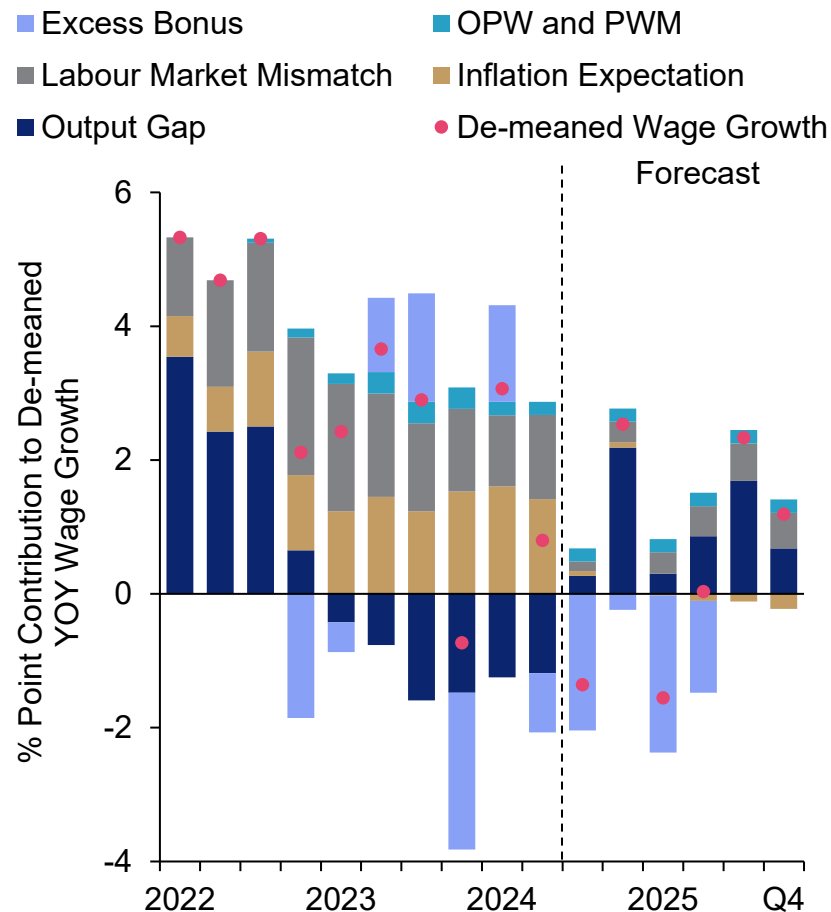 Excess Bonus
OPW and PWM
Labour Market Mismatch
Inflation Expectation
Output Gap
De-meaned Wage Growth
Forecast
% Point Contribution to De-meaned
YOY Wage Growth
6
4
2
0
-2
-4
2022 2023 2024 2025 Q4